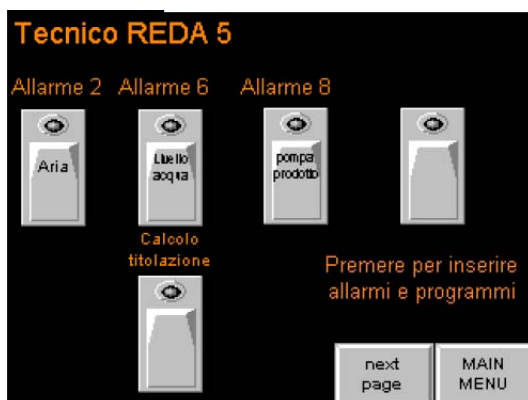 Tecnico REDA 5
Allarme 2 Allarme 6 Allarme 8
Aria
Livello
acqua
pompa
prodotto
Calcolo
titolazione
Premere per inserire
allarmi e programmi
next
page
MAIN
MENU